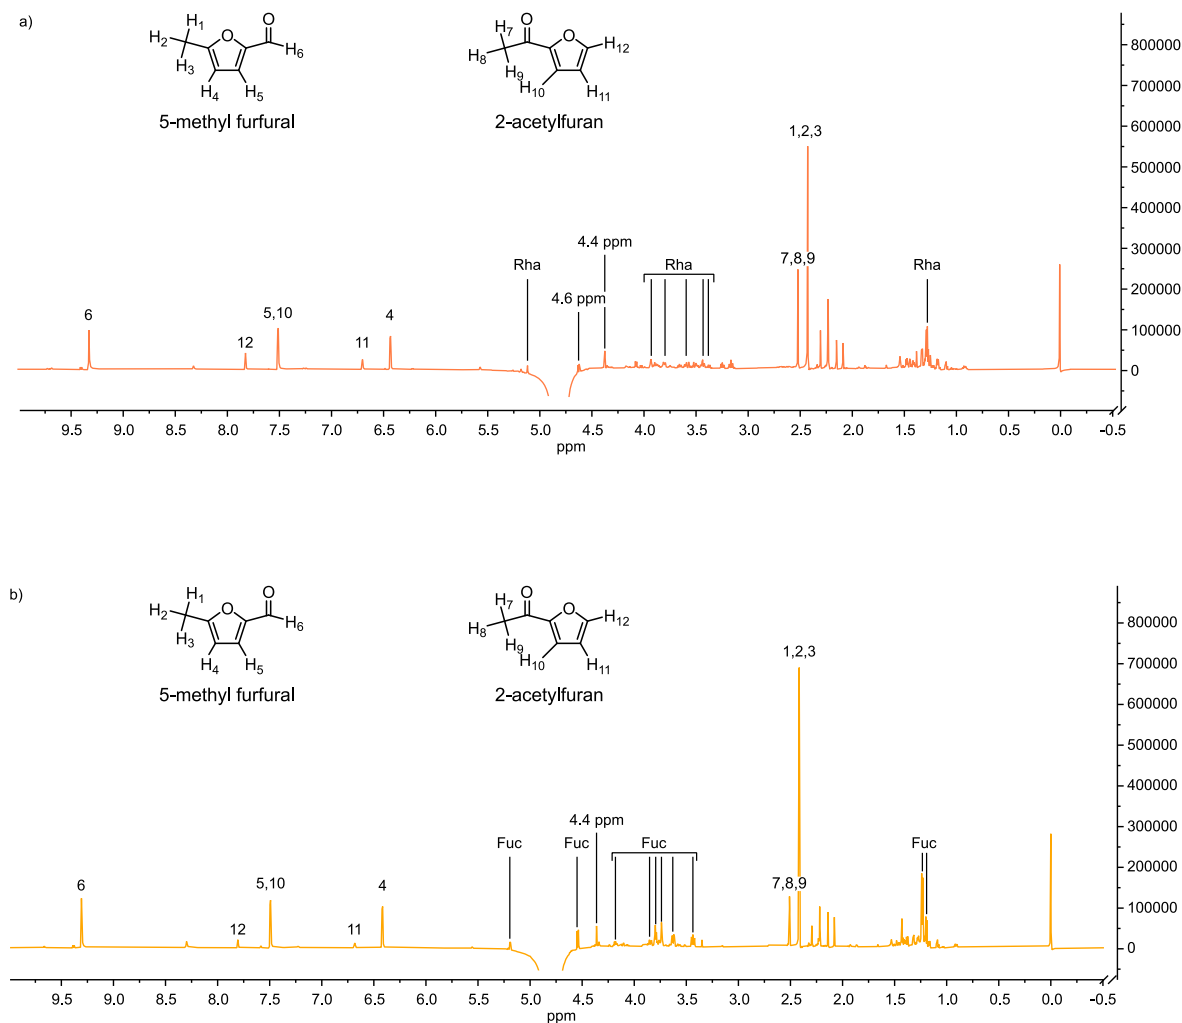 a)
H1 O
H2 O H6
H3
H4 H5
5-methyl furfural
O H7
H8 O H12
H9
H10 H11
2-acetylfuran
1,2,3
4.4 ppm
7,8,9
Rha Rha Rha
4.6 ppm
6 12 5,10 11 4
800000
700000
600000
500000
400000
300000
200000
100000
0
9.5 9.0 8.5 8.0 7.5 7.0 6.5 6.0 5.5 5.0 4.5 4.0 3.5 3.0 2.5 2.0 1.5 1.0 0.0 -0.5
ppm
b)
H1 O
H2 O H6
H3
H4 H5
5-methyl furfural
O H7
H8 O H12
H9
H10 H11
2-acetylfuran
1,2,3
4.4 ppm
Fuc Fuc Fuc Fuc
6 12 5,10 11 4 7,8,9
800000
700000
600000
500000
400000
300000
200000
100000
0
9.5 9.0 8.5 8.0 7.5 7.0 6.5 6.0 5.5 5.0 4.5 4.0 3.5 3.0 2.5 2.0 1.5 1.0 0.0 -0.5
ppm